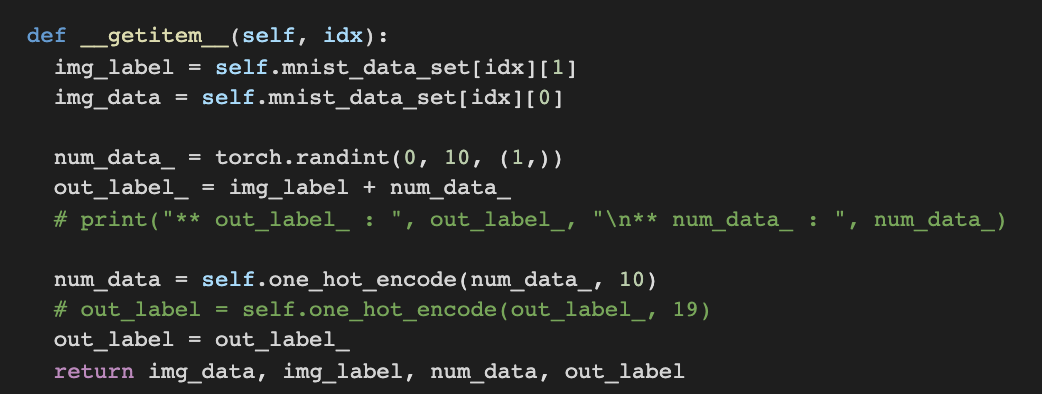 def __getitem__(self, idx):
  img_label = self.mnist_data_set[idx][1]
  img_data = self.mnist_data_set[idx][0]

  num_data_ = torch.randint(0, 10, (1,))
  out_label_ = img_label + num_data_
  # print("** out_label_ : ", out_label_, "\n** num_data_ : ", num_data_)

  num_data = self.one_hot_encode(num_data_, 10)
  # out_label = self.one_hot_encode(out_label_, 19)
  out_label = out_label_
  return img_data, img_label, num_data, out_label